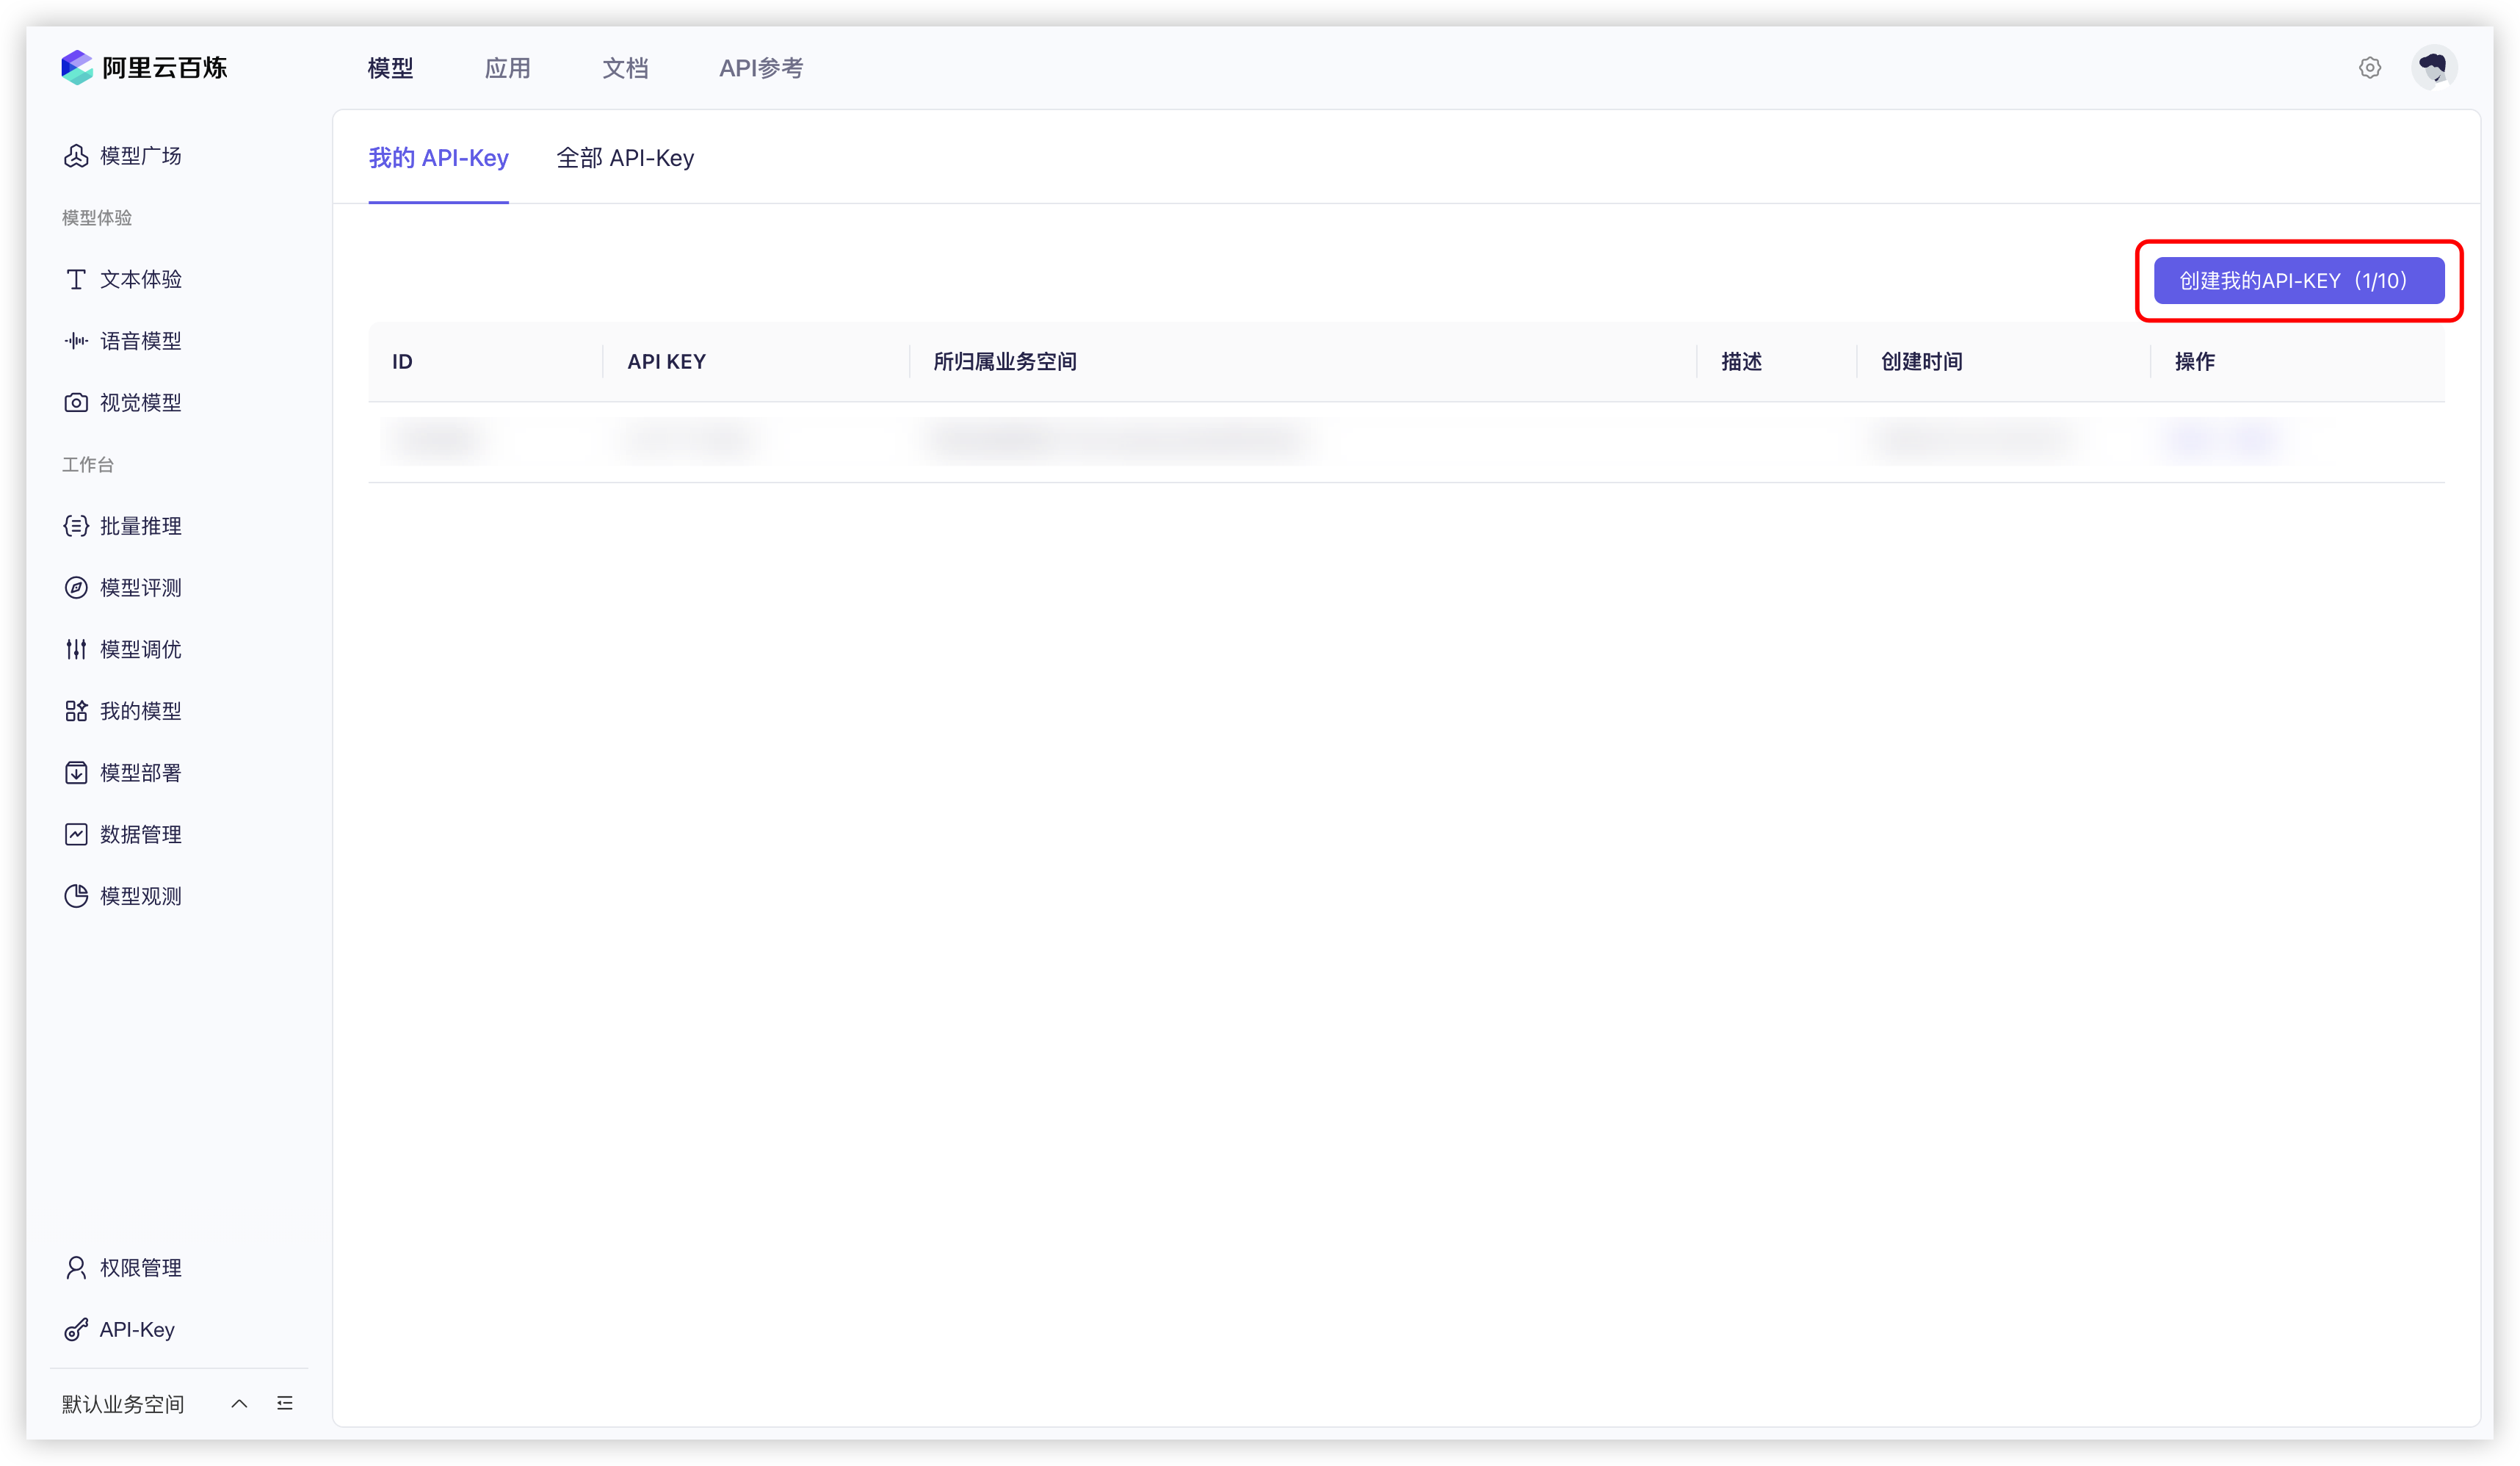 阿里云百炼
模型
应用
文档
API参考
模型广场
模型体验
文本体验
语音模型
视觉模型
工作台
批量推理
模型评测
模型调优
我的模型
模型部署
数据管理
模型观测
权限管理
API-Key
默认业务空间
我的 API-Key
全部 API-Key
创建我的API-KEY（1/10）
ID
API KEY
所归属业务空间
描述
创建时间
操作